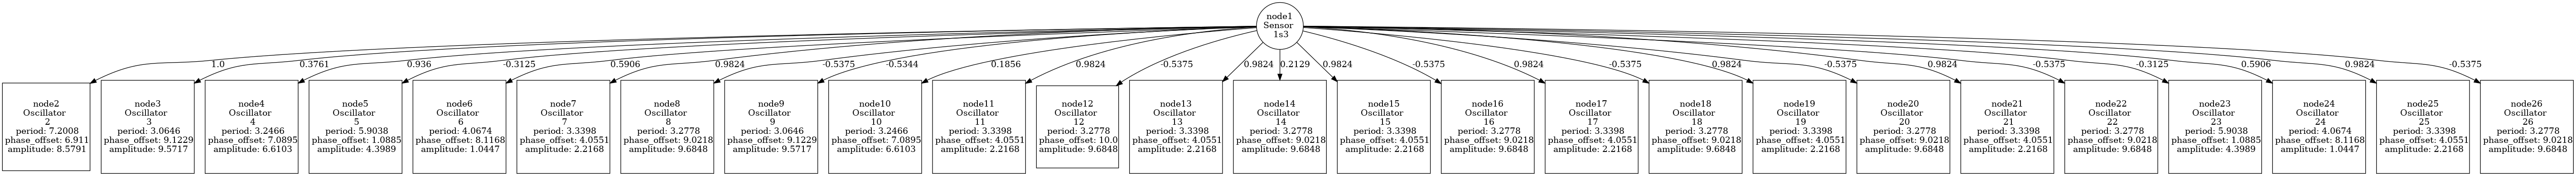 node1
Sensor
1s3
1.0
0.3761
0.936
-0.3125
0.5906
0.9824
-0.5375
-0.5344
0.1856
0.9824
-0.5375
0.9824
0.2129
0.9824
-0.5375
0.9824
-0.5375
0.9824
-0.5375
0.9824
-0.5375
-0.3125
0.5906
0.9824
-0.5375
node2
Oscillator
2
period: 7.2008
phase_offset: 6.911
amplitude: 8.5791
node3
Oscillator
3
period: 3.0646
phase_offset: 9.1229
amplitude: 9.5717
node4
Oscillator
4
period: 3.2466
phase_offset: 7.0895
amplitude: 6.6103
node5
Oscillator
5
period: 5.9038
phase_offset: 1.0885
amplitude: 4.3989
node6
Oscillator
6
period: 4.0674
phase_offset: 8.1168
amplitude: 1.0447
node7
Oscillator
7
period: 3.3398
phase_offset: 4.0551
amplitude: 2.2168
node8
Oscillator
8
period: 3.2778
phase_offset: 9.0218
amplitude: 9.6848
node9
Oscillator
9
period: 3.0646
phase_offset: 9.1229
amplitude: 9.5717
node10
Oscillator
10
period: 3.2466
phase_offset: 7.0895
amplitude: 6.6103
node11
Oscillator
11
period: 3.3398
phase_offset: 4.0551
amplitude: 2.2168
node12
Oscillator
12
period: 3.2778
phase_offset: 10.0
amplitude: 9.6848
node13
Oscillator
13
period: 3.3398
phase_offset: 4.0551
amplitude: 2.2168
node14
Oscillator
14
period: 3.2778
phase_offset: 9.0218
amplitude: 9.6848
node15
Oscillator
15
period: 3.3398
phase_offset: 4.0551
amplitude: 2.2168
node16
Oscillator
16
period: 3.2778
phase_offset: 9.0218
amplitude: 9.6848
node17
Oscillator
17
period: 3.3398
phase_offset: 4.0551
amplitude: 2.2168
node18
Oscillator
18
period: 3.2778
phase_offset: 9.0218
amplitude: 9.6848
node19
Oscillator
19
period: 3.3398
phase_offset: 4.0551
amplitude: 2.2168
node20
Oscillator
20
period: 3.2778
phase_offset: 9.0218
amplitude: 9.6848
node21
Oscillator
21
period: 3.3398
phase_offset: 4.0551
amplitude: 2.2168
node22
Oscillator
22
period: 3.2778
phase_offset: 9.0218
amplitude: 9.6848
node23
Oscillator
23
period: 5.9038
phase_offset: 1.0885
amplitude: 4.3989
node24
Oscillator
24
period: 4.0674
phase_offset: 8.1168
amplitude: 1.0447
node25
Oscillator
25
period: 3.3398
phase_offset: 4.0551
amplitude: 2.2168
node26
Oscillator
26
period: 3.2778
phase_offset: 9.0218
amplitude: 9.6848